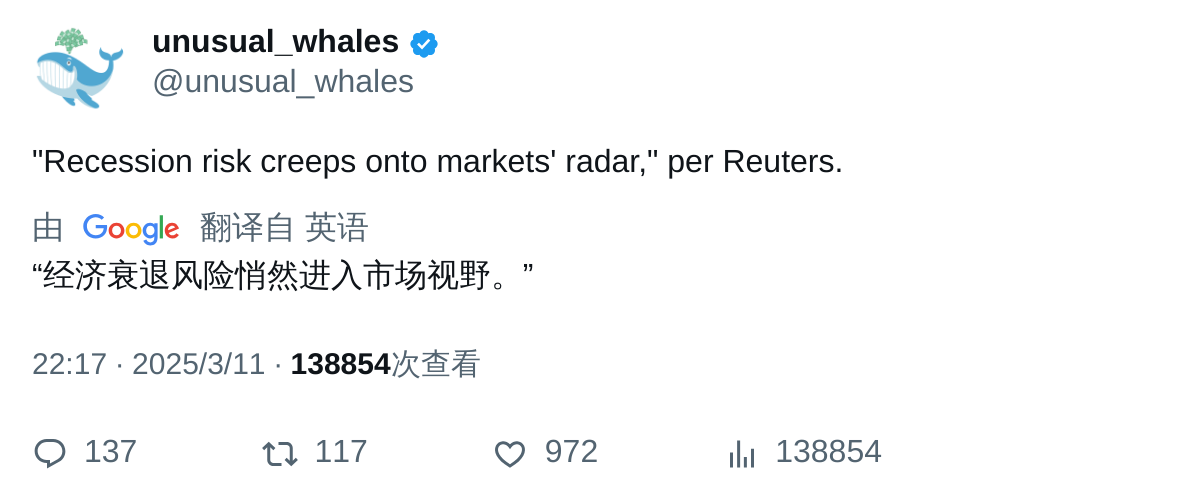 unusual_whales
@unusual_whales
"Recession risk creeps onto markets' radar," per Reuters.
由 Google 翻译自 英语
“经济衰退风险悄然进入市场视野。”
22:17 · 2025/3/11 · 138854次查看
137 117 972 138854